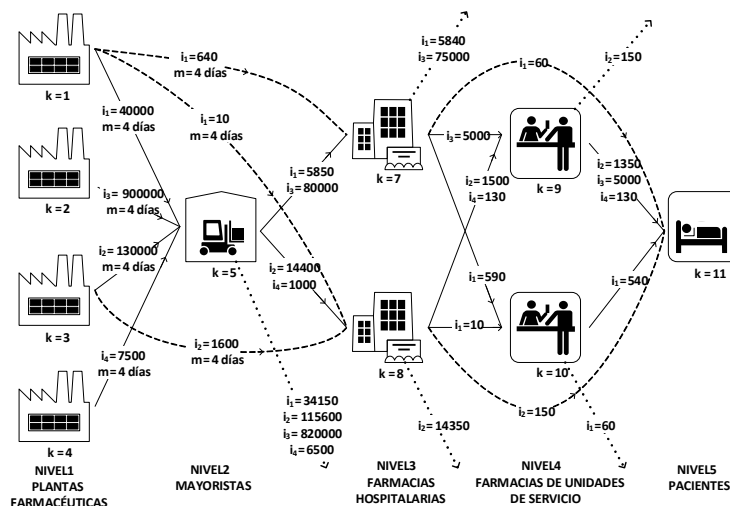 i₁=5840
i₃=75000
i₂=150
i₁=640
m= 4 días
i₁=60
k = 1
i₁=40000
m= 4 días
i₁=10
m= 4 días
i₃=5000
i₂=1500
i₄=130
k = 7
k = 9
i₂=1350
i₃=5000
i₄=130
i₁=5850
i₃=80000
k = 2
i₃=900000
m= 4 días
i₂=130000
m= 4 días
k = 5
i₂=14400
i₄=1000
k = 11
i₁=590
i₁=540
i₁=10
k = 3
i₂=1600
m= 4 días
k = 8
k = 10
i₄=7500
m= 4 días
i₂=150
i₁=34150
i₂=115600
i₃=820000
i₄=6500
i₂=14350
i₁=60
k = 4
NIVEL1
PLANTAS
FARMACÉUTICAS
NIVEL2
MAYORISTAS
NIVEL3
FARMACIAS
HOSPITALARIAS
NIVEL4
FARMACIAS DE UNIDADES
DE SERVICIO
NIVEL5
PACIENTES